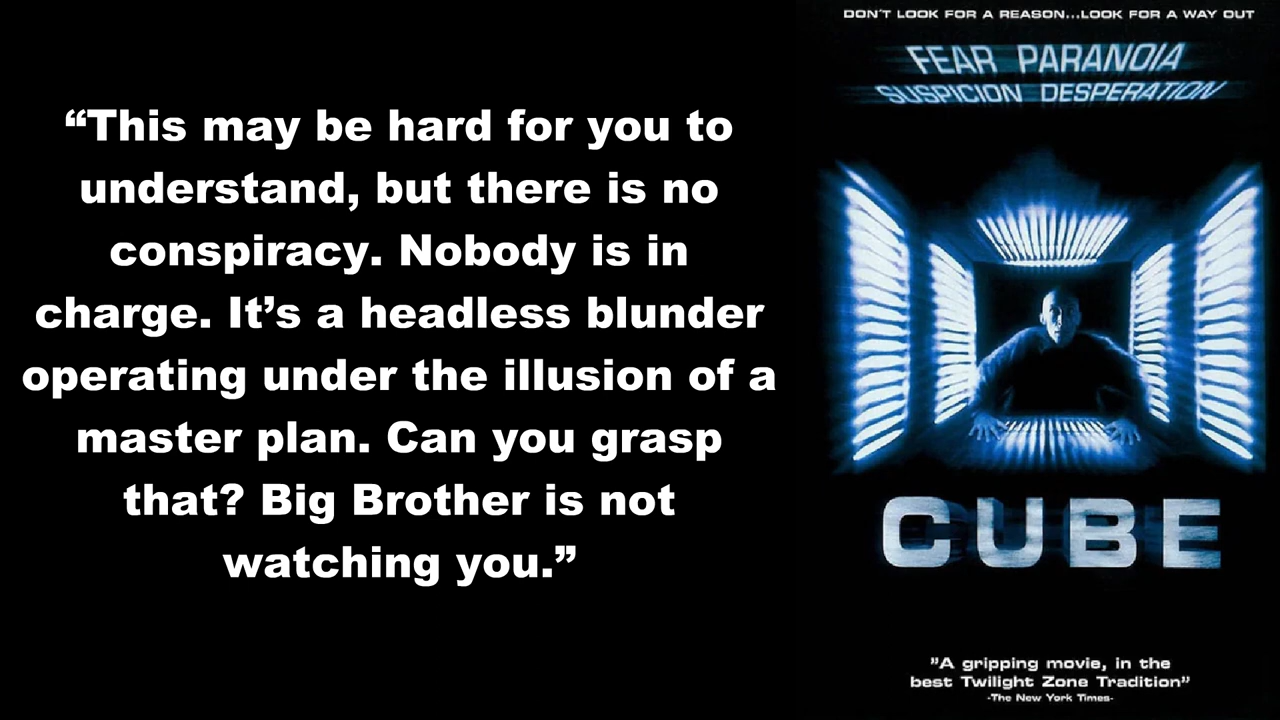 “This may be hard for you to
understand, but there is no
conspiracy. Nobody is in
charge. It’s a headless blunder
operating under the illusion of a
master plan. Can you grasp
that? Big Brother is not
watching you.”
DON'T LOOK FOR A REASON...LOOK FOR A WAY OUT
FEAR PARANOIA
SUSPICION DESPERATION
CUBE
"A gripping movie, in the
best Twilight Zone Tradition"
-The New York Times-